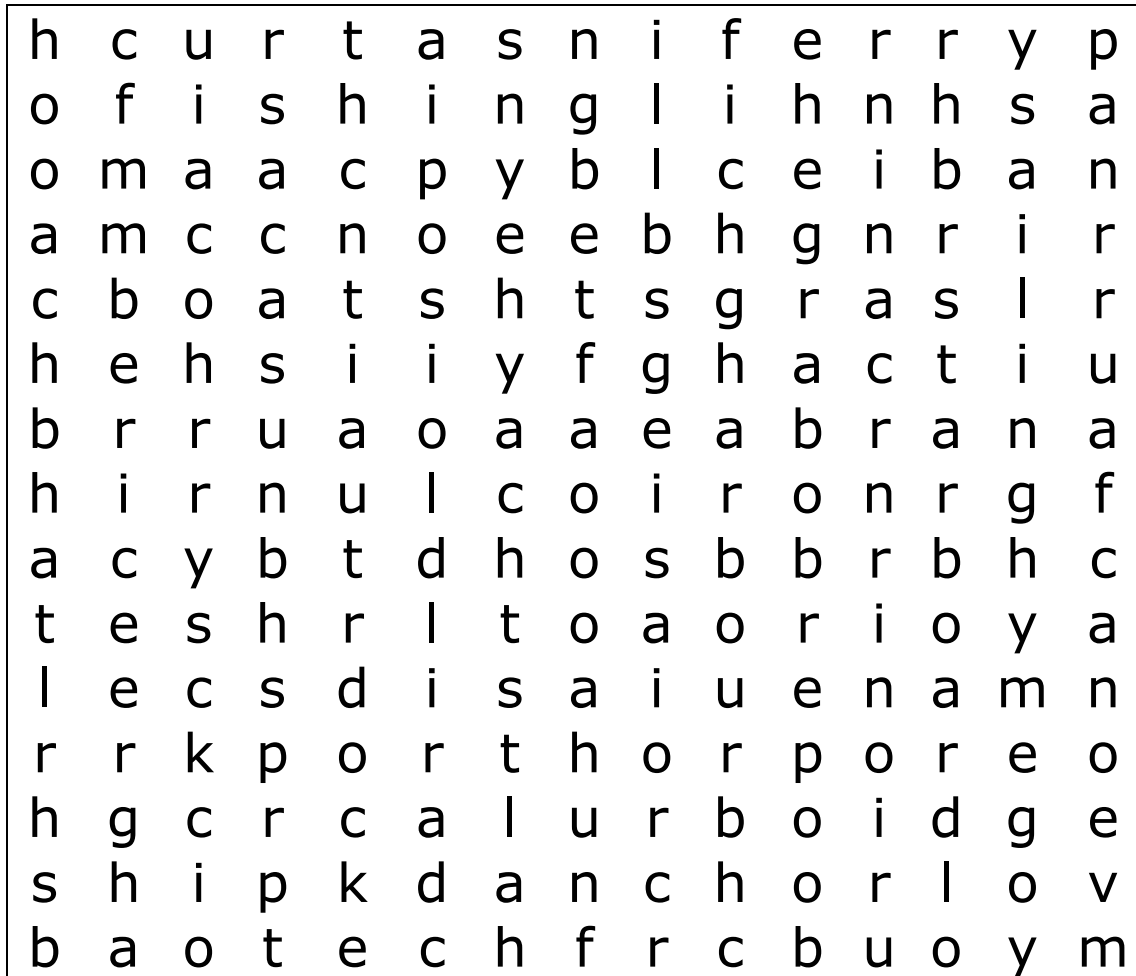 h c u r t a s n i f e r r y p
o f i s h i n g l i h n h s a
o m a a c p y b l c e i b a n
a m c c n o e e b h g n r i r
c b o a t s h t s g r a s l r
h e h s i i y f g h a c t i u
b r r u a o a a e a b r a n a
h i r n u l c o i r o n r g f
a c y b t d h o s b b r b h c
t e s h r l t o a o r i o y a
l e c s d i s a i u e n a m n
r r k p o r t h o r p o r e o
h g c r c a l u r b o i d g e
s h i p k d a n c h o r l o v
b a o t e c h f r c b u o y m